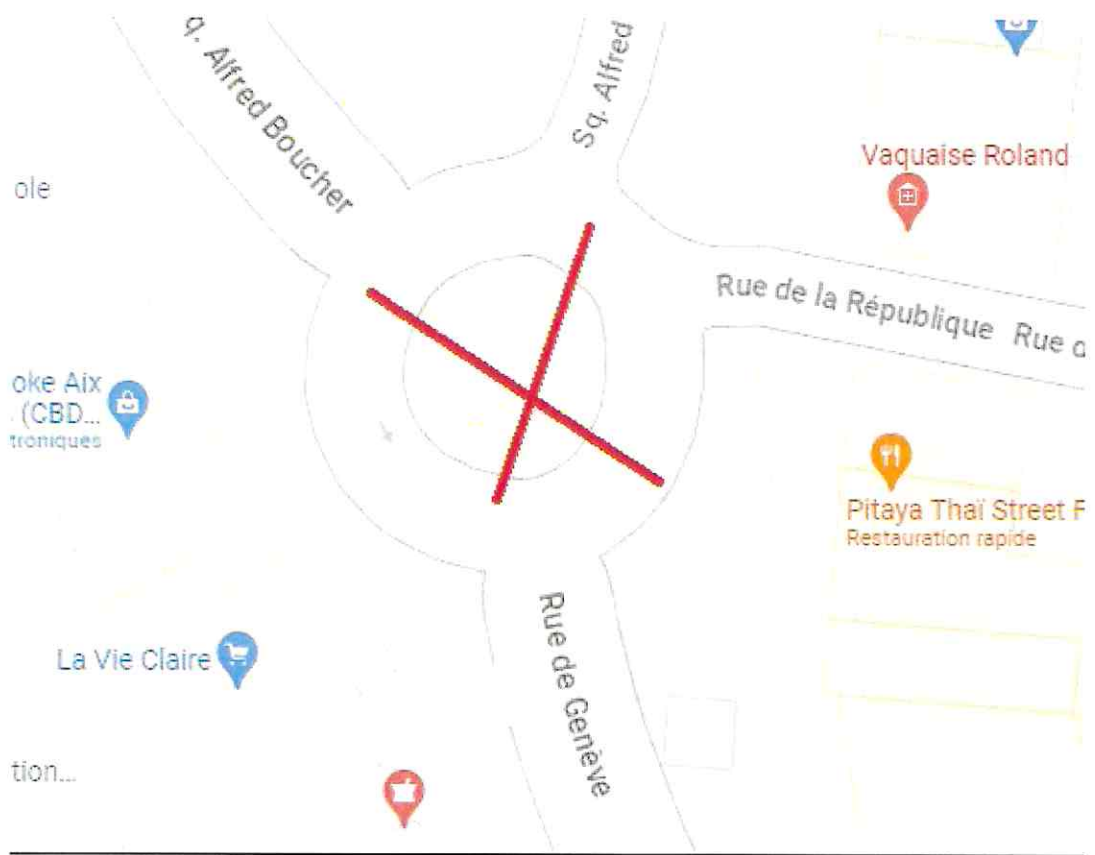 q. Alfred Boucher
Sq. Alfred
Vaquaise Roland
ole
Rue de la République Rue d
oke Aix
(CBD...
troniques
Pitaya Thaï Street F
Restauration rapide
Rue de Genève
La Vie Claire
tion...